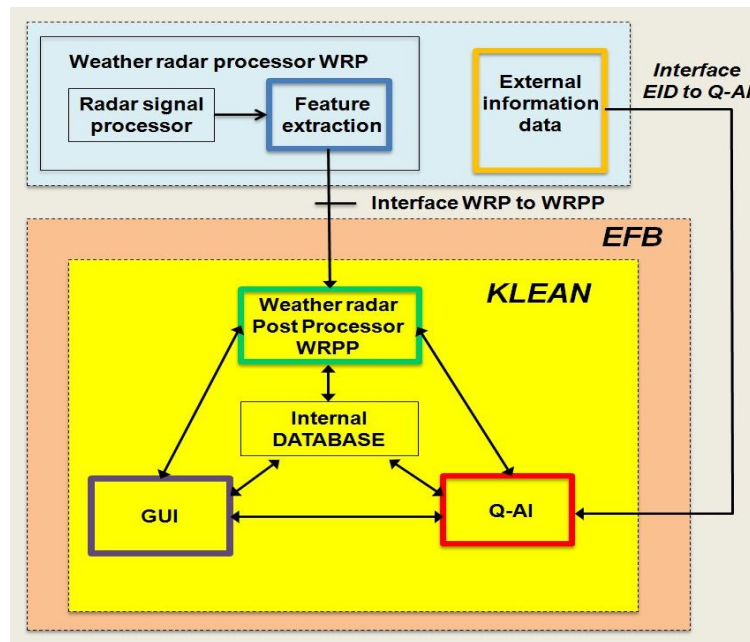 Weather radar processor WRP
Radar signal
processor
Feature
extraction
External
information
data
Interface
EID to Q-AI
Interface WRP to WRPP
EFB
KLEAN
Weather radar
Post Processor
WRPP
Internal
DATABASE
GUI
Q-AI